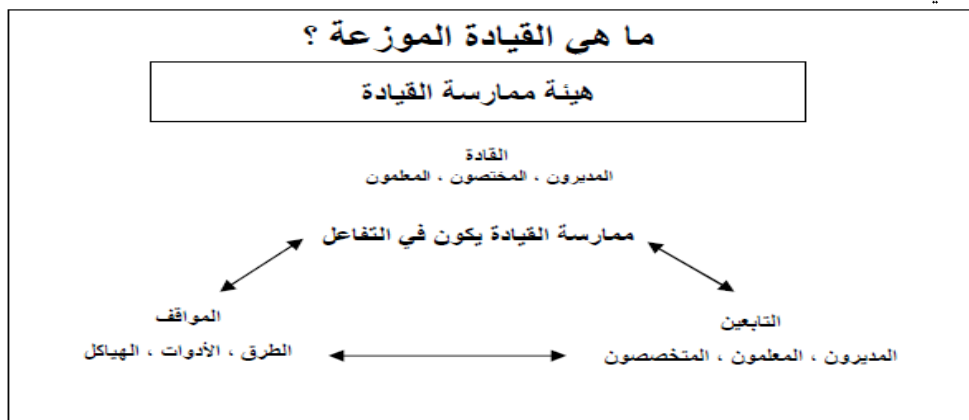 ما هي القيادة الموزعة ؟
هيئة ممارسة القيادة
القادة
المديرون ، المختصون ، المعلمون
ممارسة القيادة يكون في التفاعل
التابعين
المواقف
المديرون ، المعلمون ، المتخصصون
الطرق ، الأدوات ، الهياكل